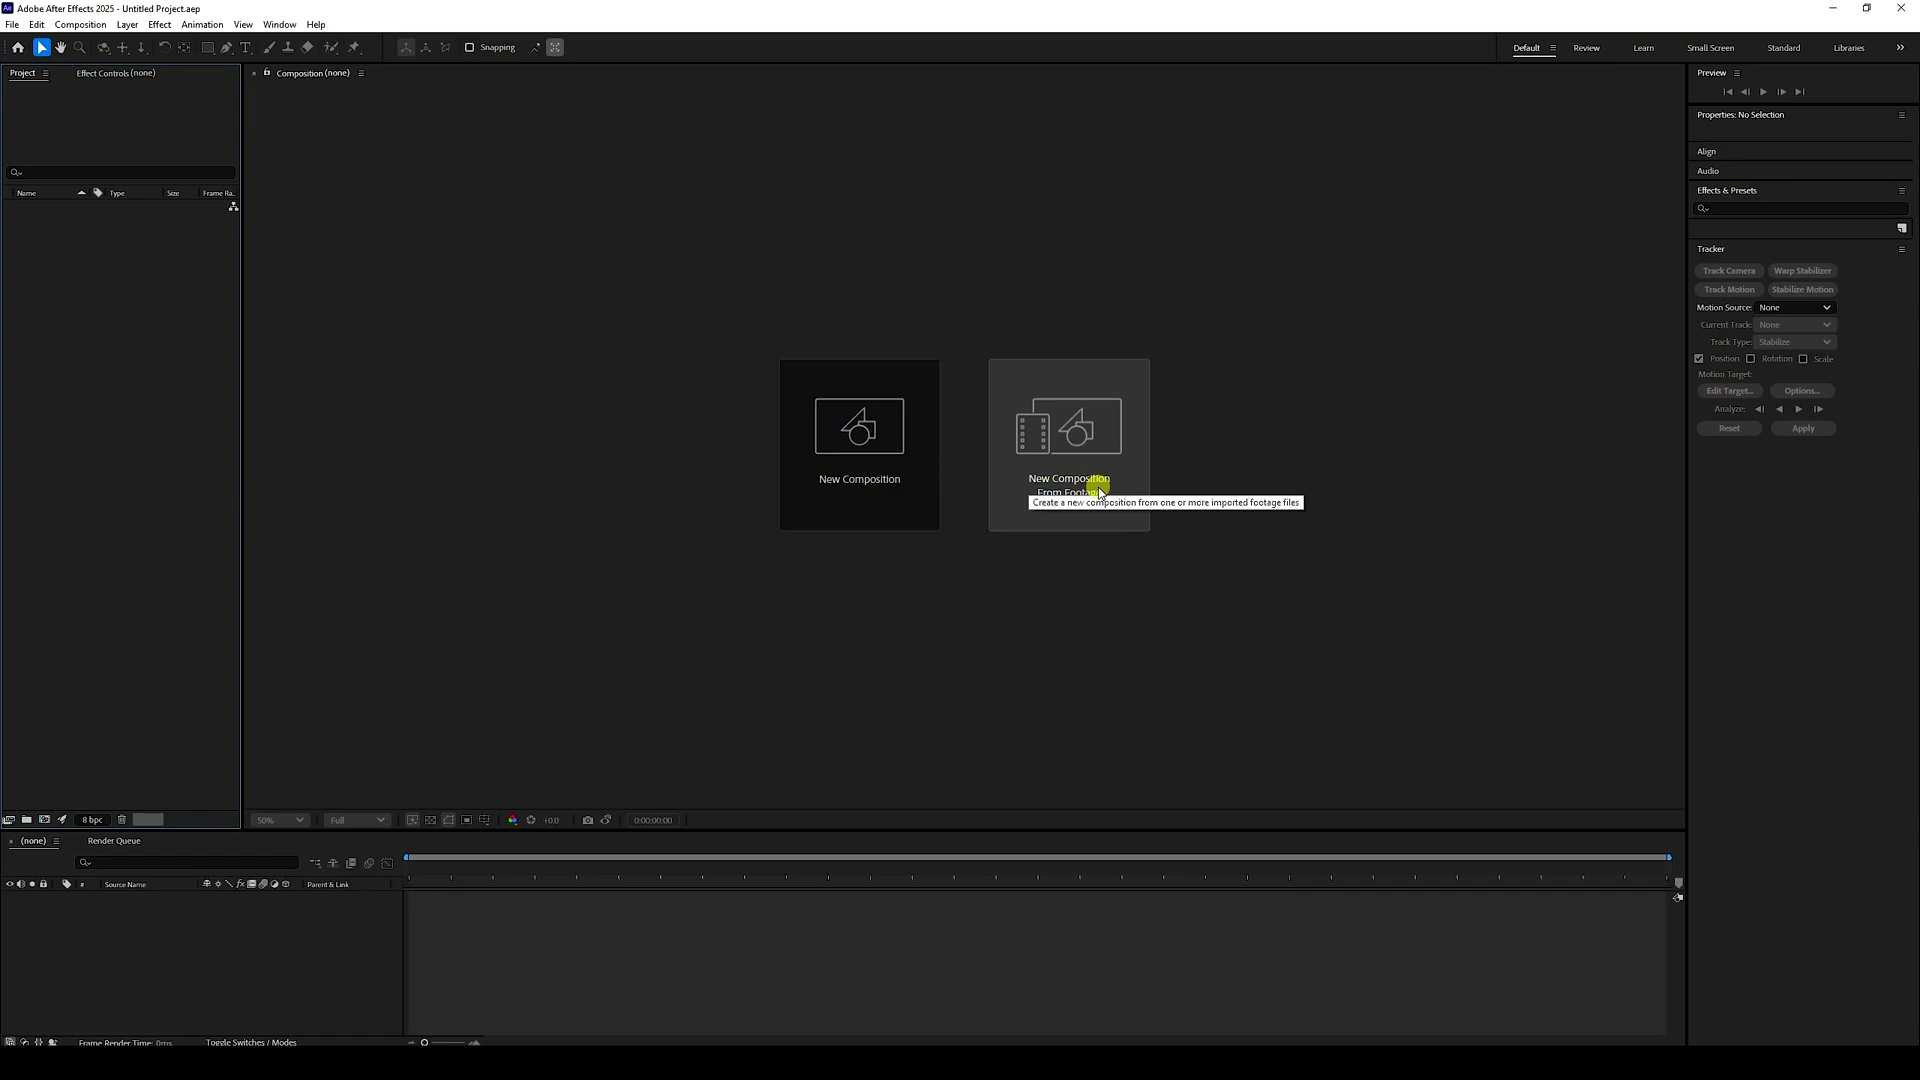 Adobe After Effects 2025 - Untitled Project.aep
File Edit Composition Layer Effect Animation View Window Help
Snapping
Default Review Learn Small Screen Standard Libraries
Project Effect Controls (none)
Composition (none)
Preview
Properties: No Selection
Align
Audio
Effects & Presets
Name Type Size Frame Ra...
Tracker
Track Camera Warp Stabilizer
Track Motion Stabilize Motion
Motion Source: None
Current Track: None
Track Type: Stabilize
Position Rotation Scale
Motion Target:
Edit Target... Options...
Analyze:
Reset Apply
New Composition
New Composition
From Foota
Create a new composition from one or more imported footage files
8 bpc
50% Full +0.0 0:00:00:00
(none) Render Queue
# Source Name Parent & Link
Frame Render Time: 0ms Toggle Switches / Modes